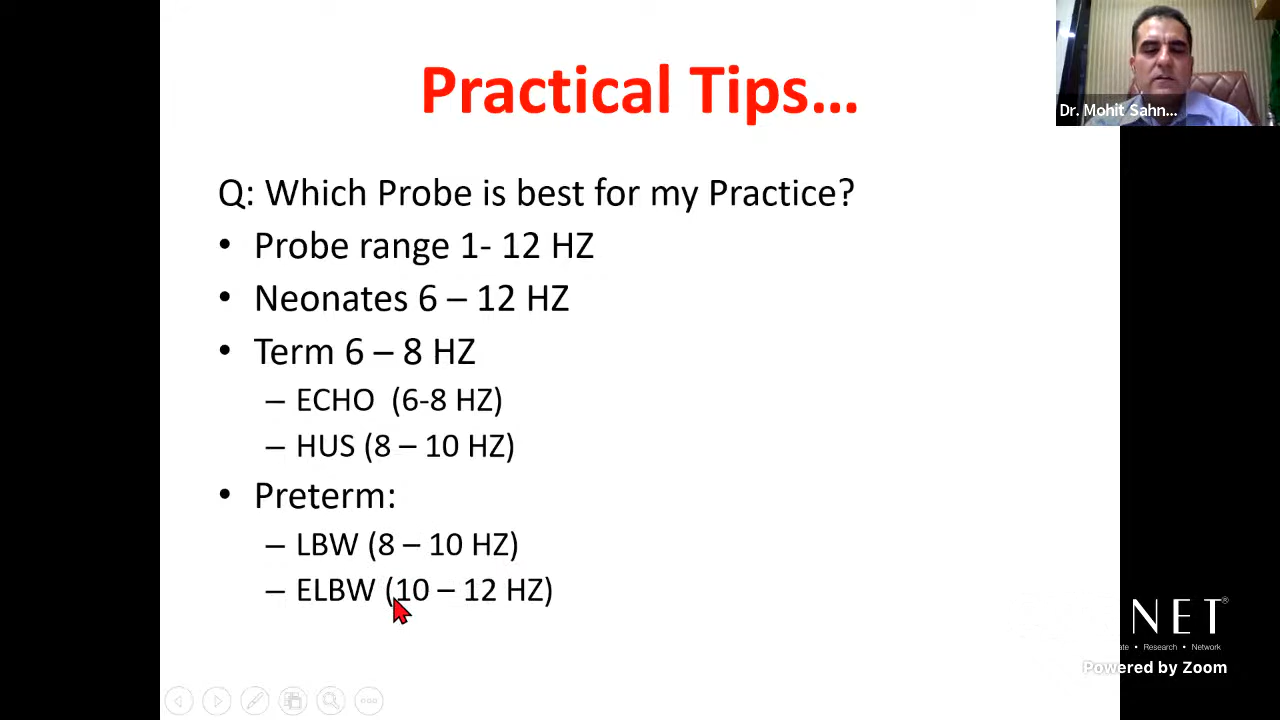 Practical Tips...
Dr. Mohit Sahn...
Q: Which Probe is best for my Practice?
• Probe range 1- 12 HZ
• Neonates 6 – 12 HZ
• Term 6 – 8 HZ
– ECHO (6-8 HZ)
– HUS (8 – 10 HZ)
• Preterm:
– LBW (8 – 10 HZ)
– ELBW (10 – 12 HZ)
NET®
• Research • Network
Powered by Zoom